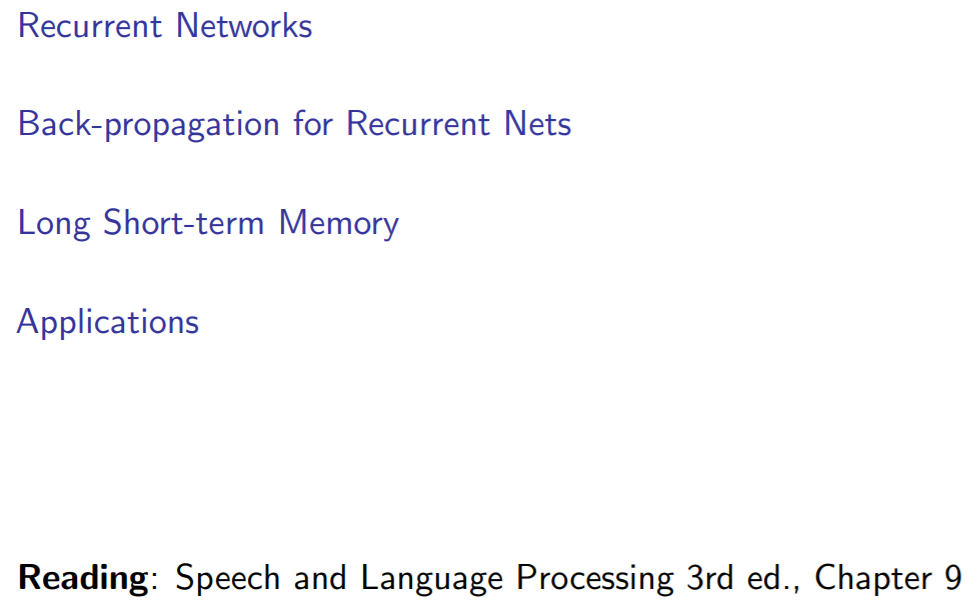 Recurrent Networks
Back-propagation for Recurrent Nets
Long Short-term Memory
Applications
Reading: Speech and Language Processing 3rd ed., Chapter 9